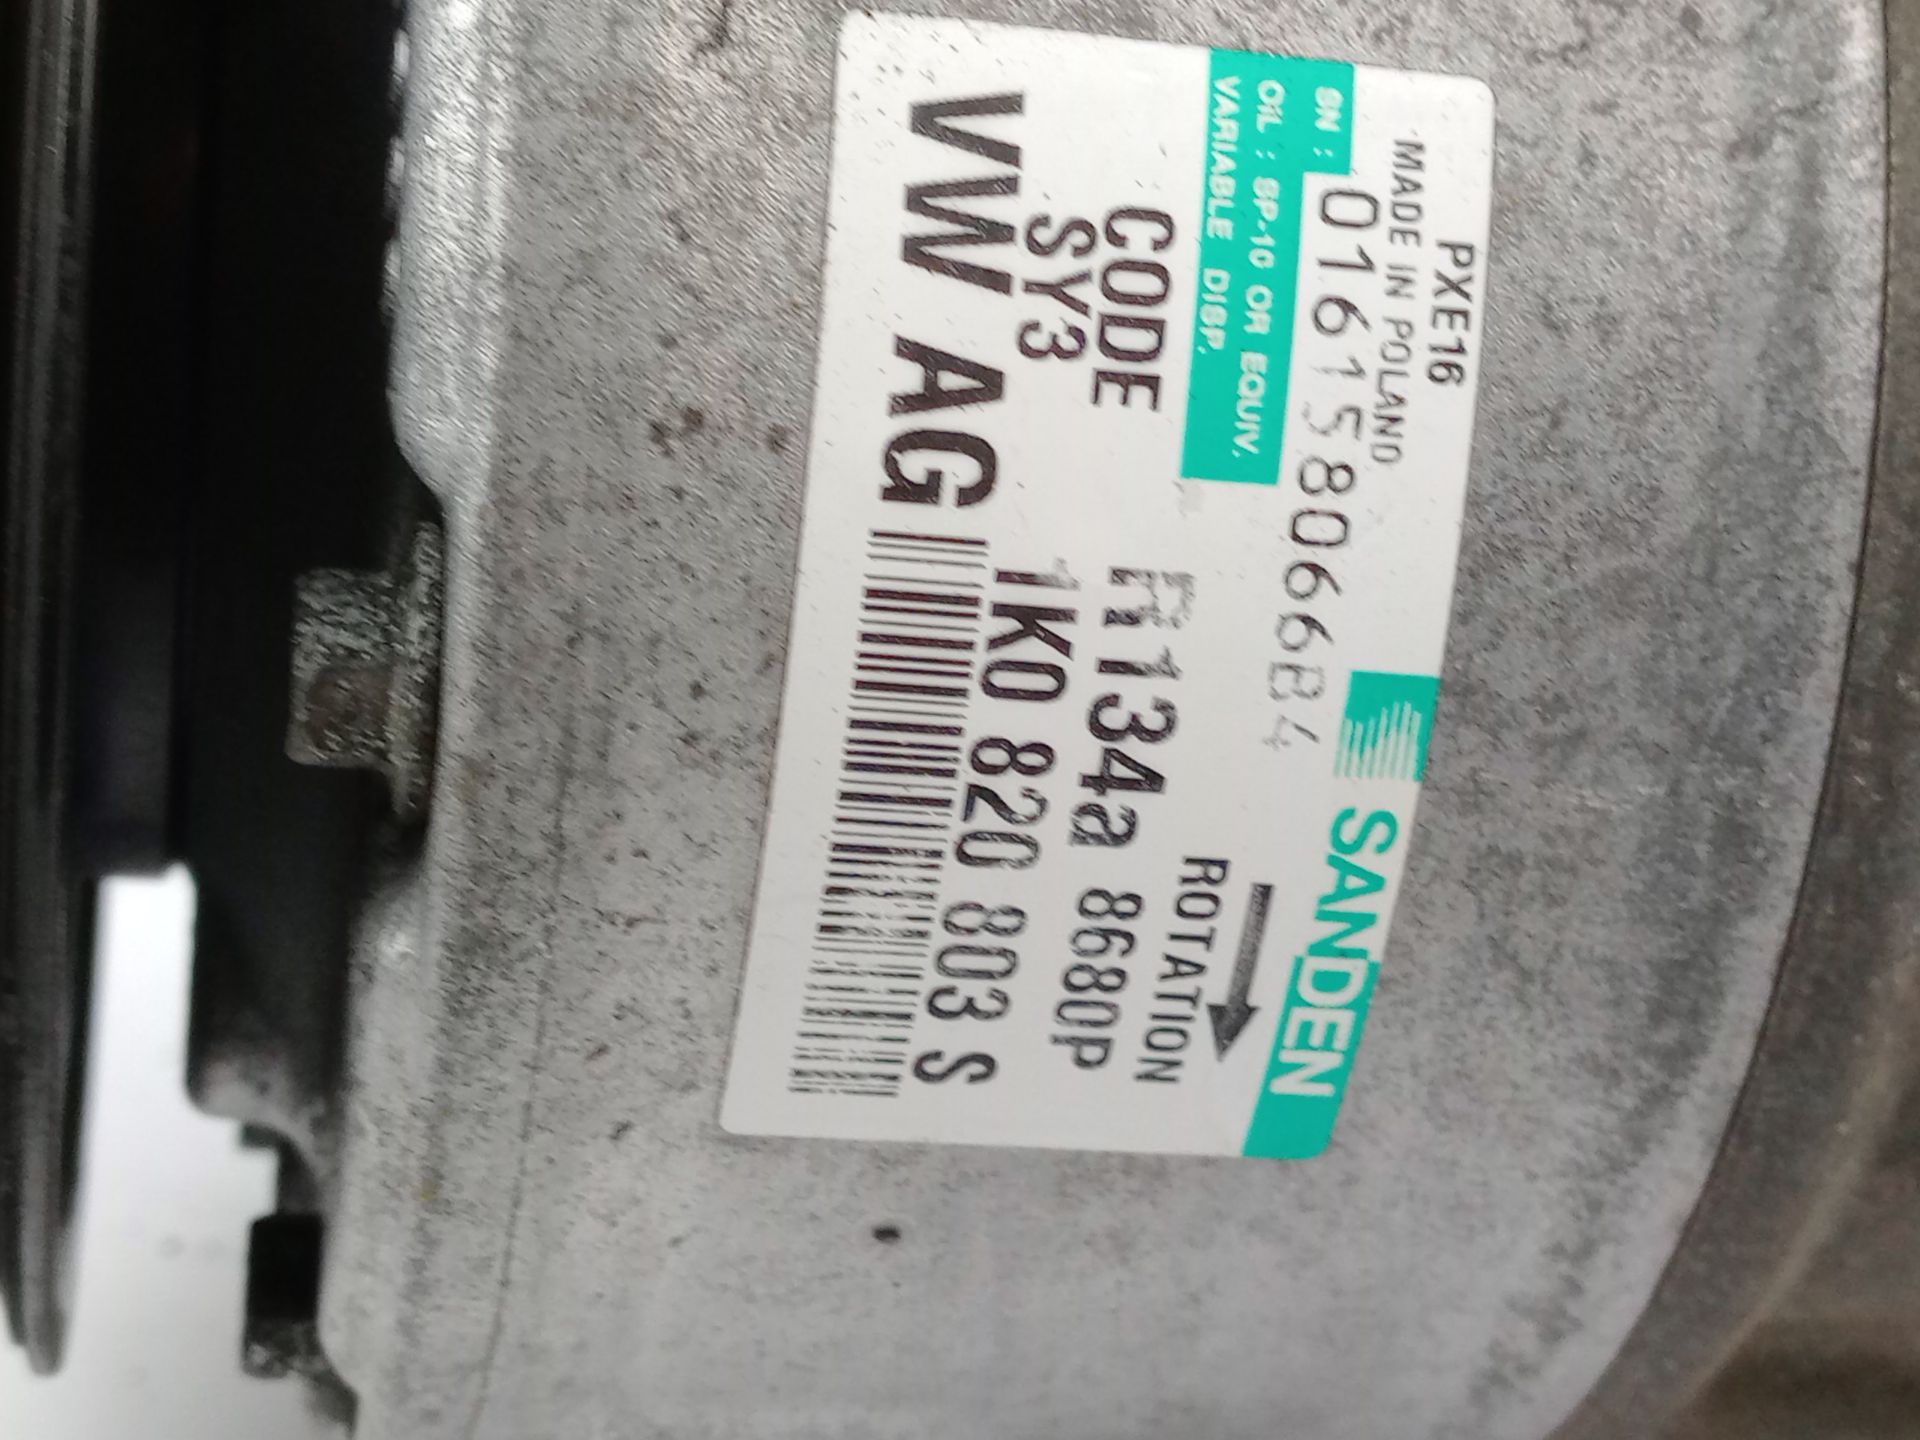 PXE16
MADE IN POLAND
SANDEN
SN : 01615806684
OIL : SP-10 OR EQUIV.
VARIABLE DISP.
ROTATION
CODE R134a 8680P
SY3 1K0 820 803 S
VW AG